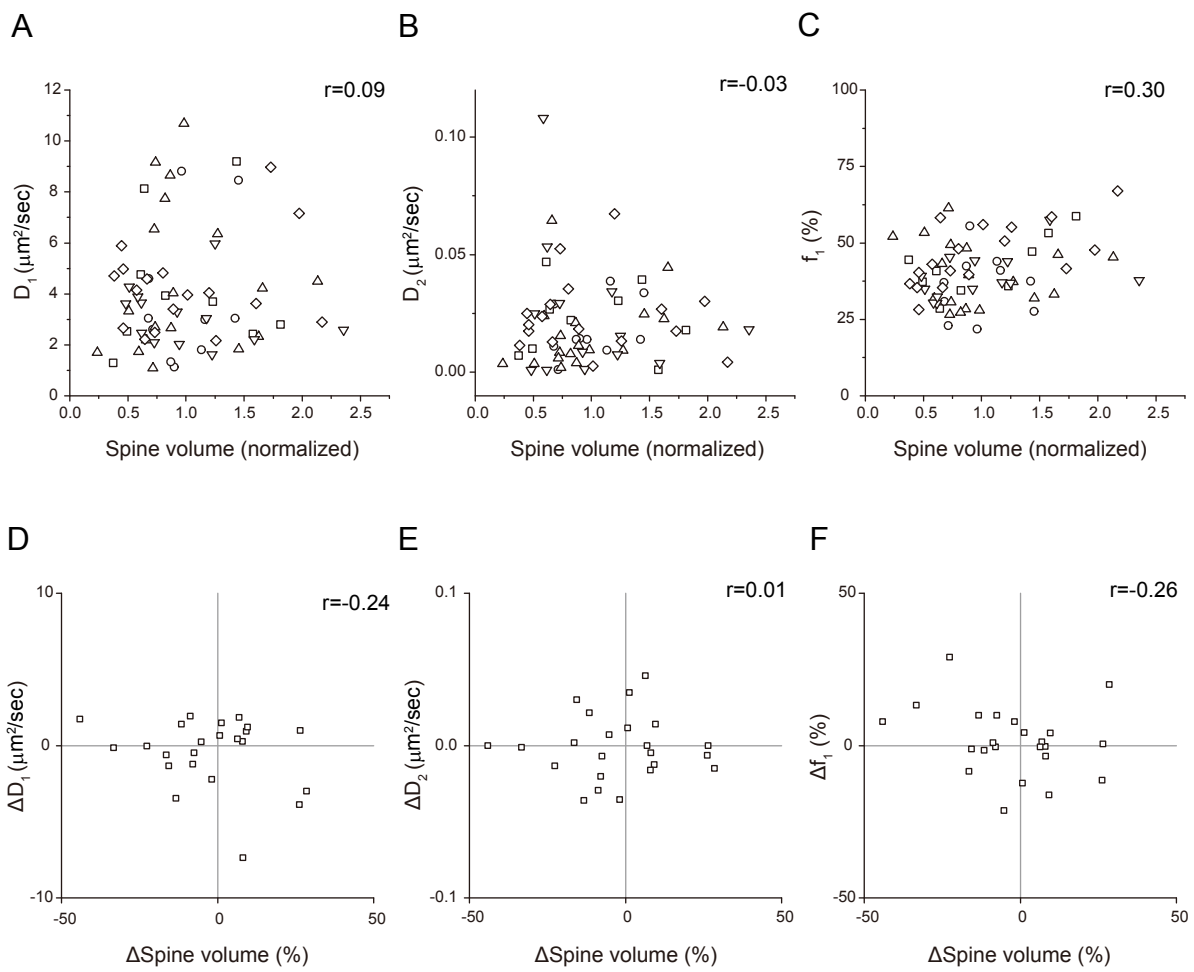 A
B
C
r=0.09
r=-0.03
r=0.30
12
10
8
6
4
2
0
D₁ (μm²/sec)
0.0 0.5 1.0 1.5 2.0 2.5
Spine volume (normalized)
0.10
0.05
0.00
D₂ (μm²/sec)
0.0 0.5 1.0 1.5 2.0 2.5
Spine volume (normalized)
100
75
50
25
0
f₁ (%)
0.0 0.5 1.0 1.5 2.0 2.5
Spine volume (normalized)
D
E
F
r=-0.24
r=0.01
r=-0.26
10
0
-10
ΔD₁ (μm²/sec)
-50 0 50
ΔSpine volume (%)
0.1
0.0
-0.1
ΔD₂ (μm²/sec)
-50 0 50
ΔSpine volume (%)
50
0
-50
Δf₁ (%)
-50 0 50
ΔSpine volume (%)